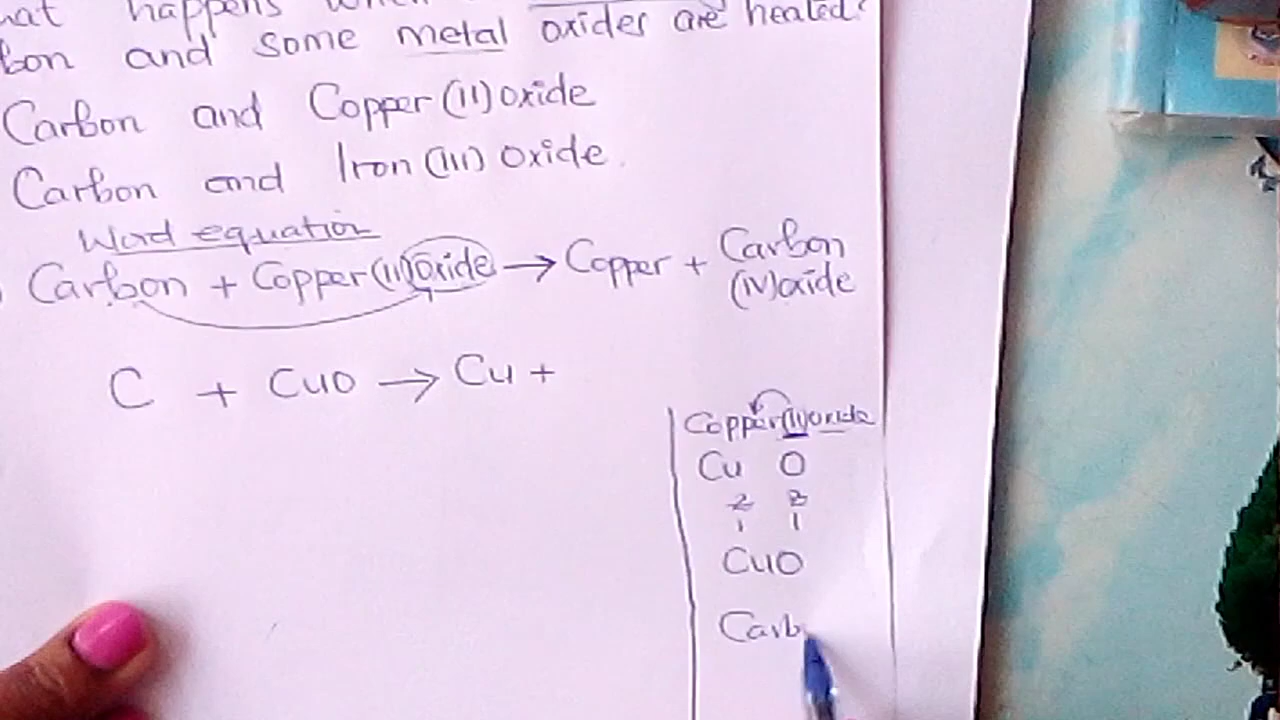 happens
and some metal oxides are heated?
Carbon and Copper(II) oxide
Carbon and Iron (III) oxide.
Word equation
Carbon + Copper(II)oxide → Copper + Carbon
(IV)oxide
C + CuO → Cu +
Copper(II)oxide
Cu O
2 2
1 1
CuO
Carb